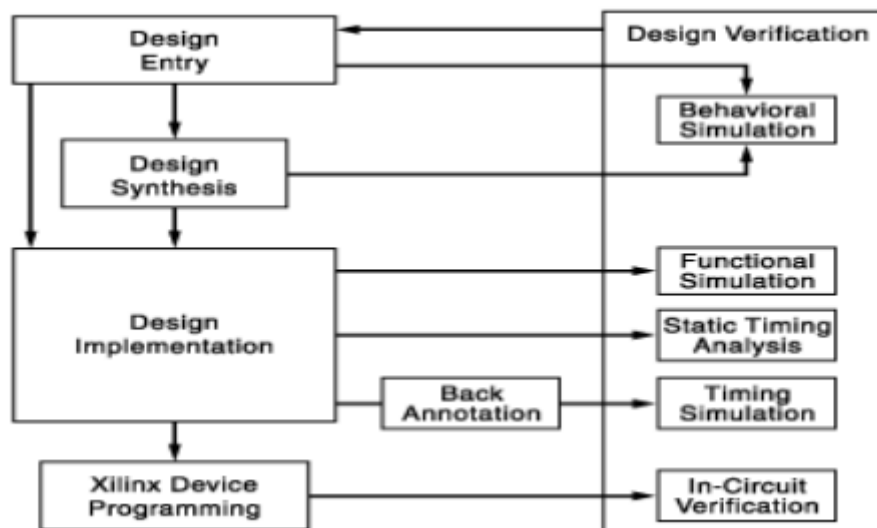 Design
Entry
Design Verification
Behavioral
Simulation
Design
Synthesis
Functional
Simulation
Design
Implementation
Static Timing
Analysis
Back
Annotation
Timing
Simulation
Xilinx Device
Programming
In-Circuit
Verification